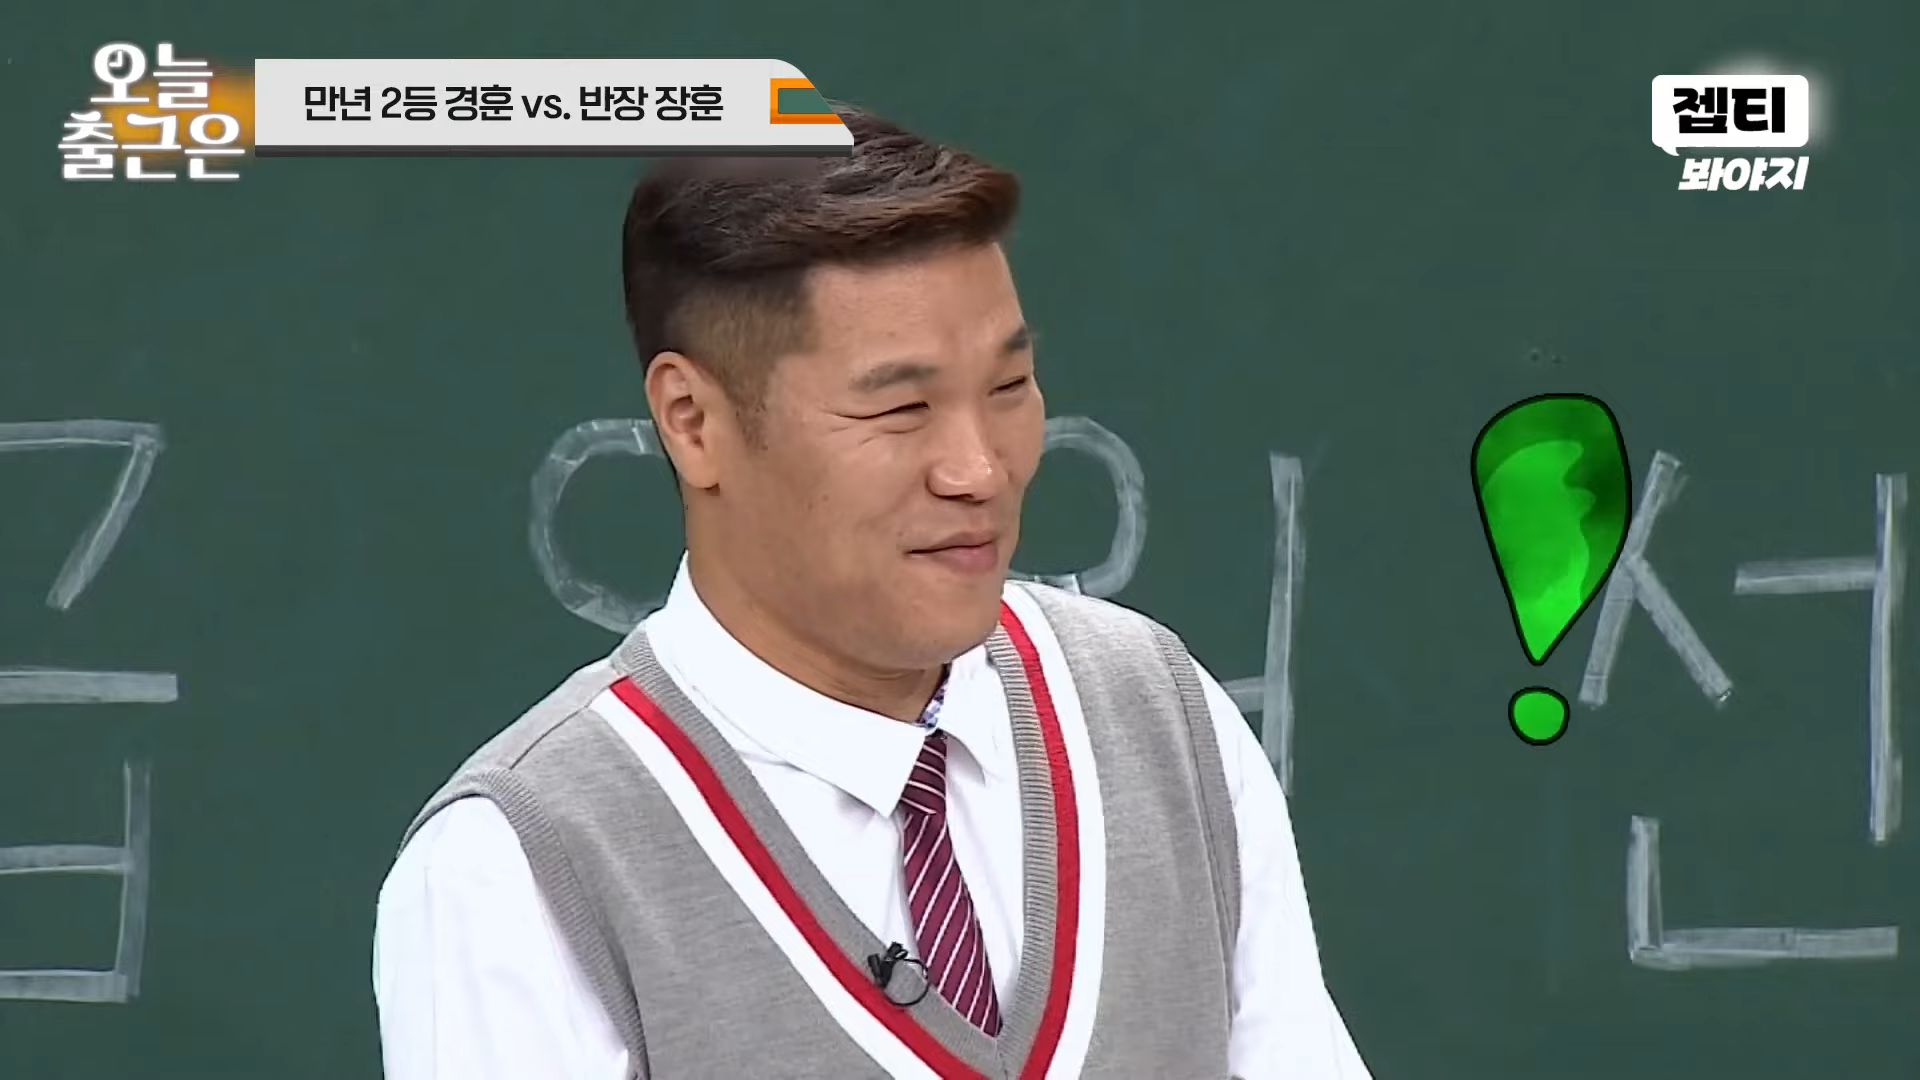 오늘
출근은
만년 2등 경훈 vs. 반장 장훈
젭티
봐야지